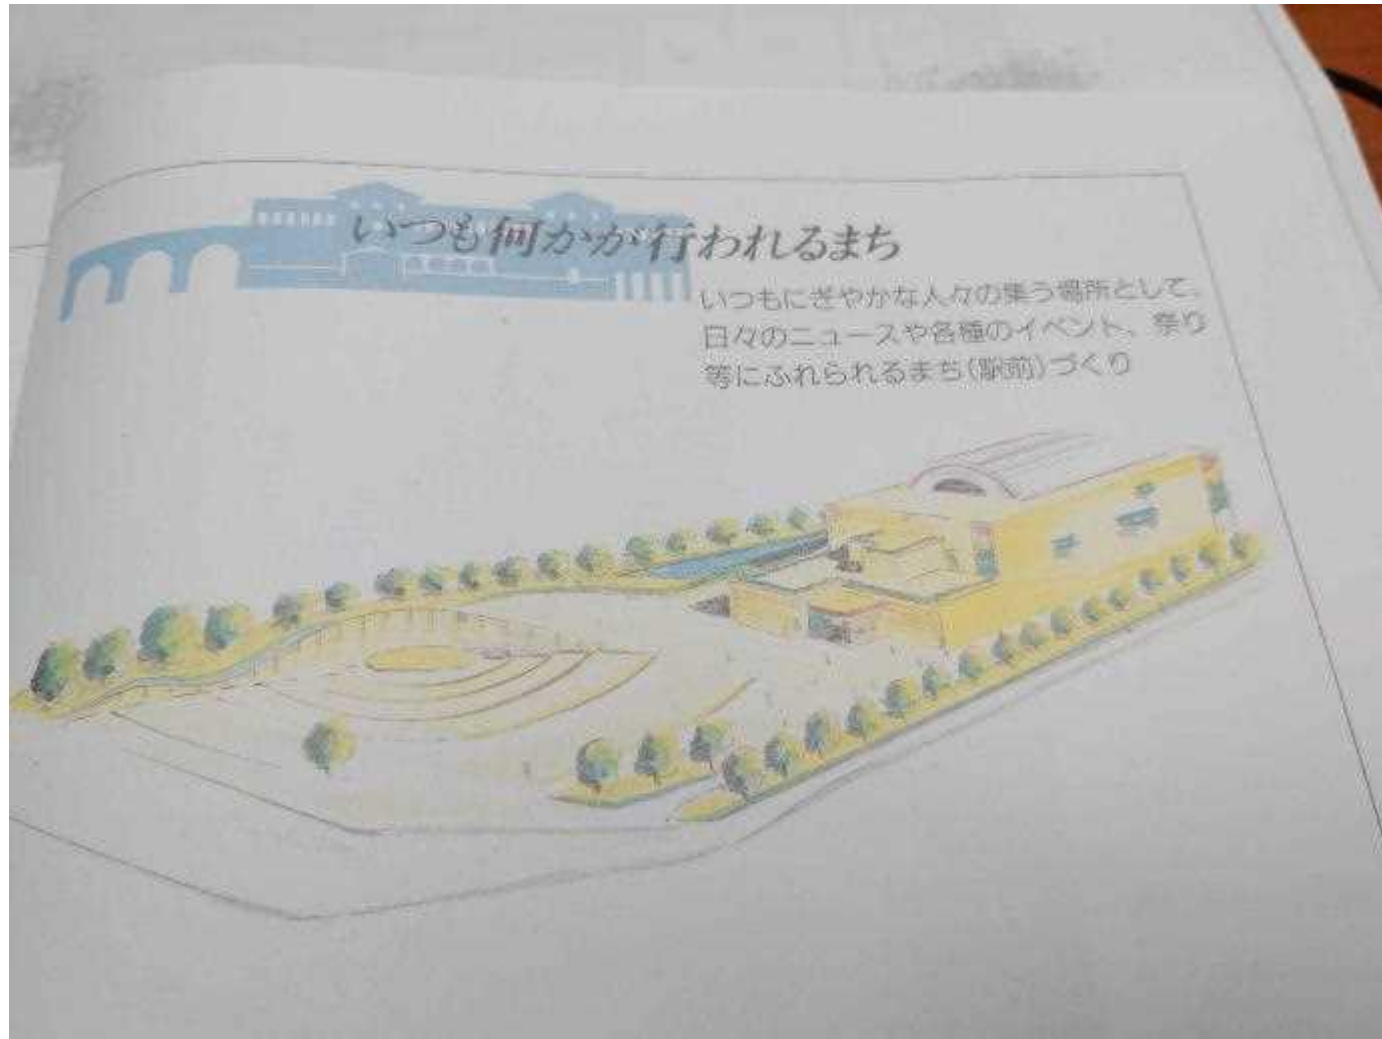 いつも何かが行われるまち
いつもにぎやかな人々の集う場所として、
日々のニュースや各種のイベント、祭り
等にふれられるまち(駅前)づくり